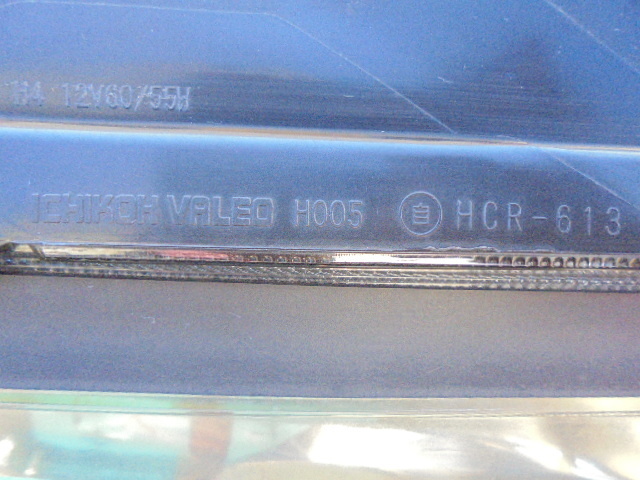 H4 12V60/55W
ICHIKOH VALEO H005 自 HCR-613